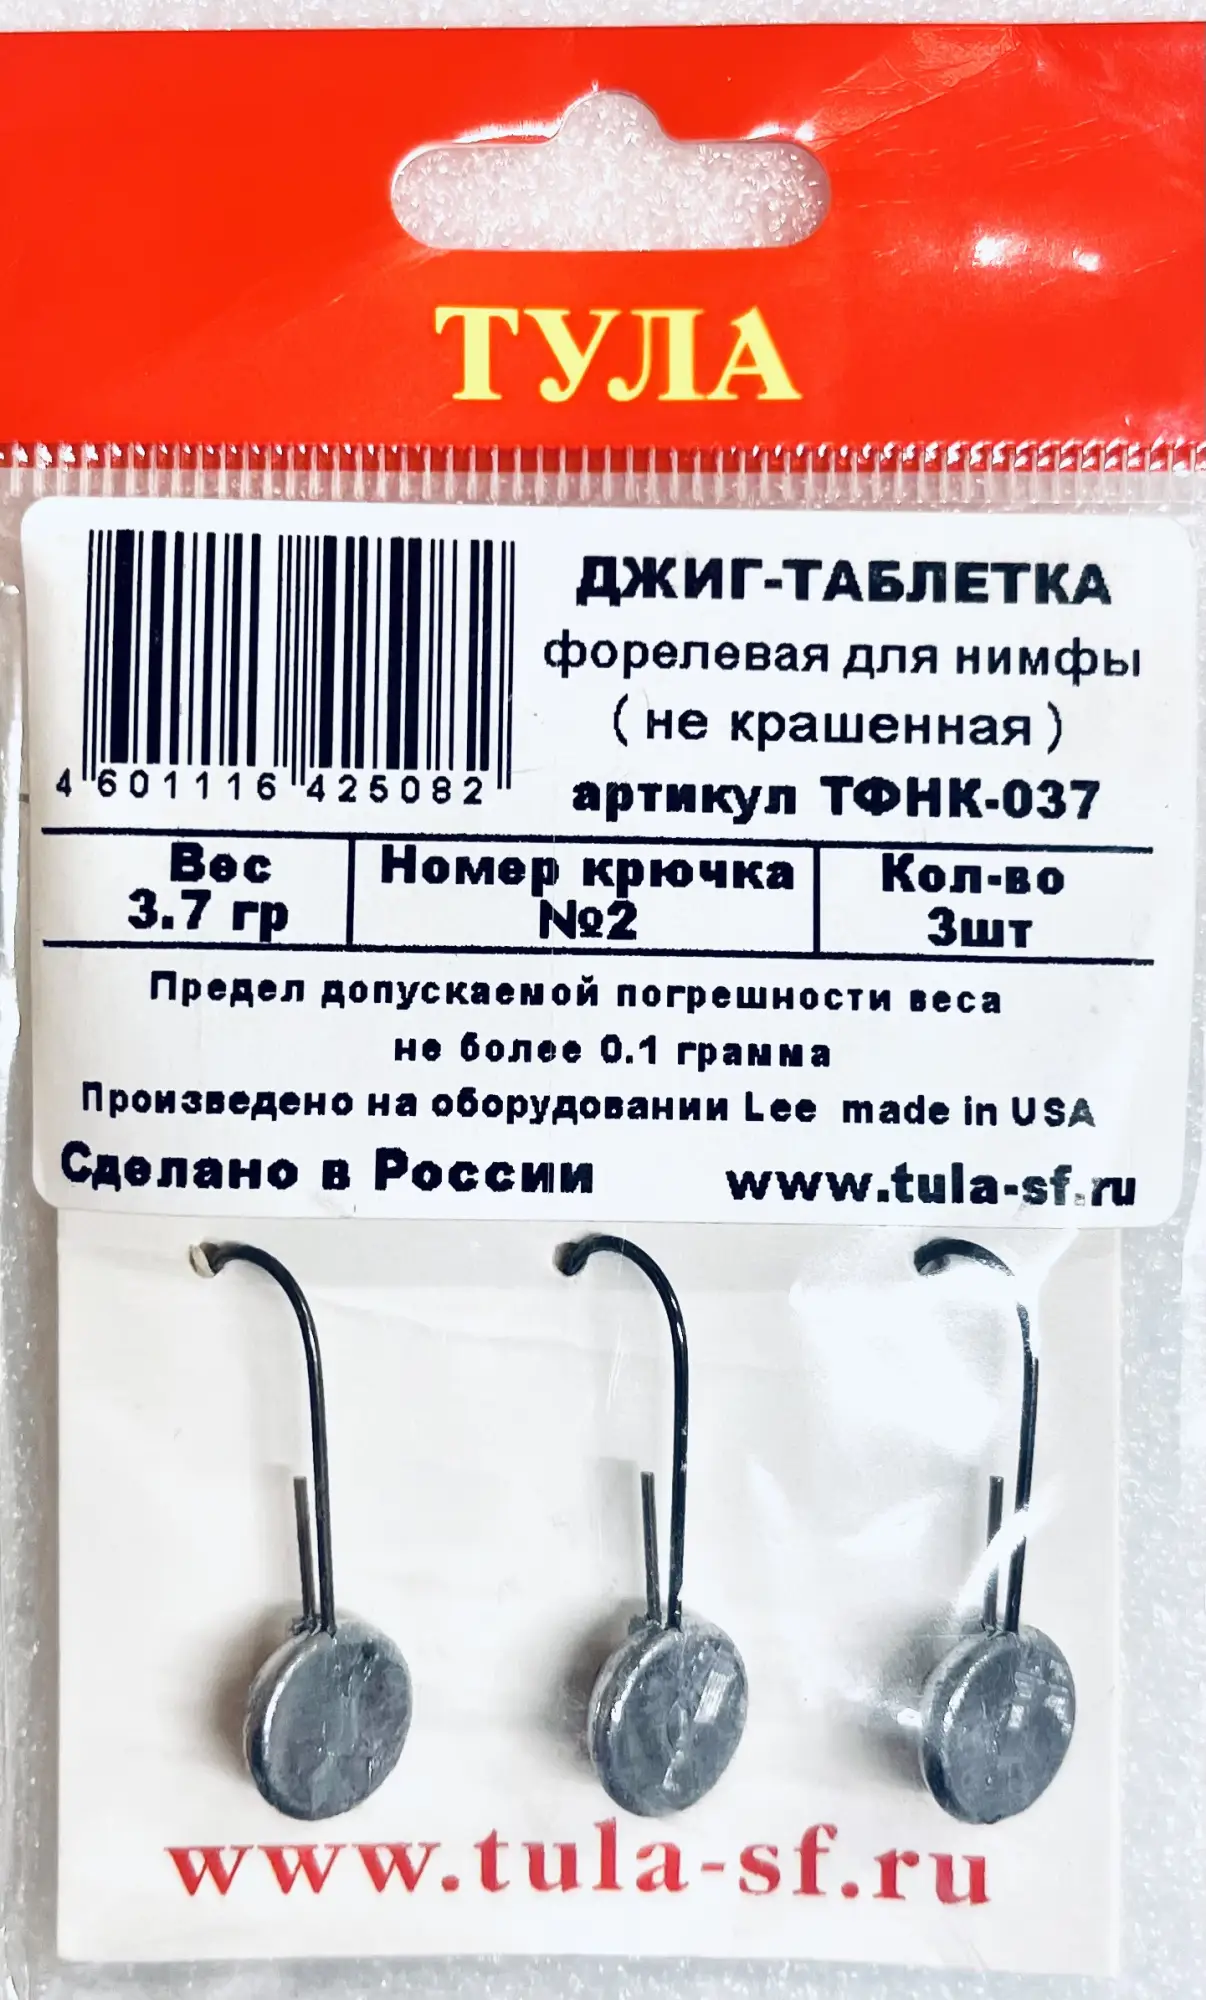 ТУЛА
ДЖИГ-ТАБЛЕТКА
форелевая для нимфы
( не крашенная )
артикул ТФНК-037
4 601116 425082
Вес
3.7 гр
Номер крючка
№2
Кол-во
3шт
Предел допускаемой погрешности веса
не более 0.1 грамма
Произведено на оборудовании Lee made in USA
Сделано в России
www.tula-sf.ru
www.tula-sf.ru